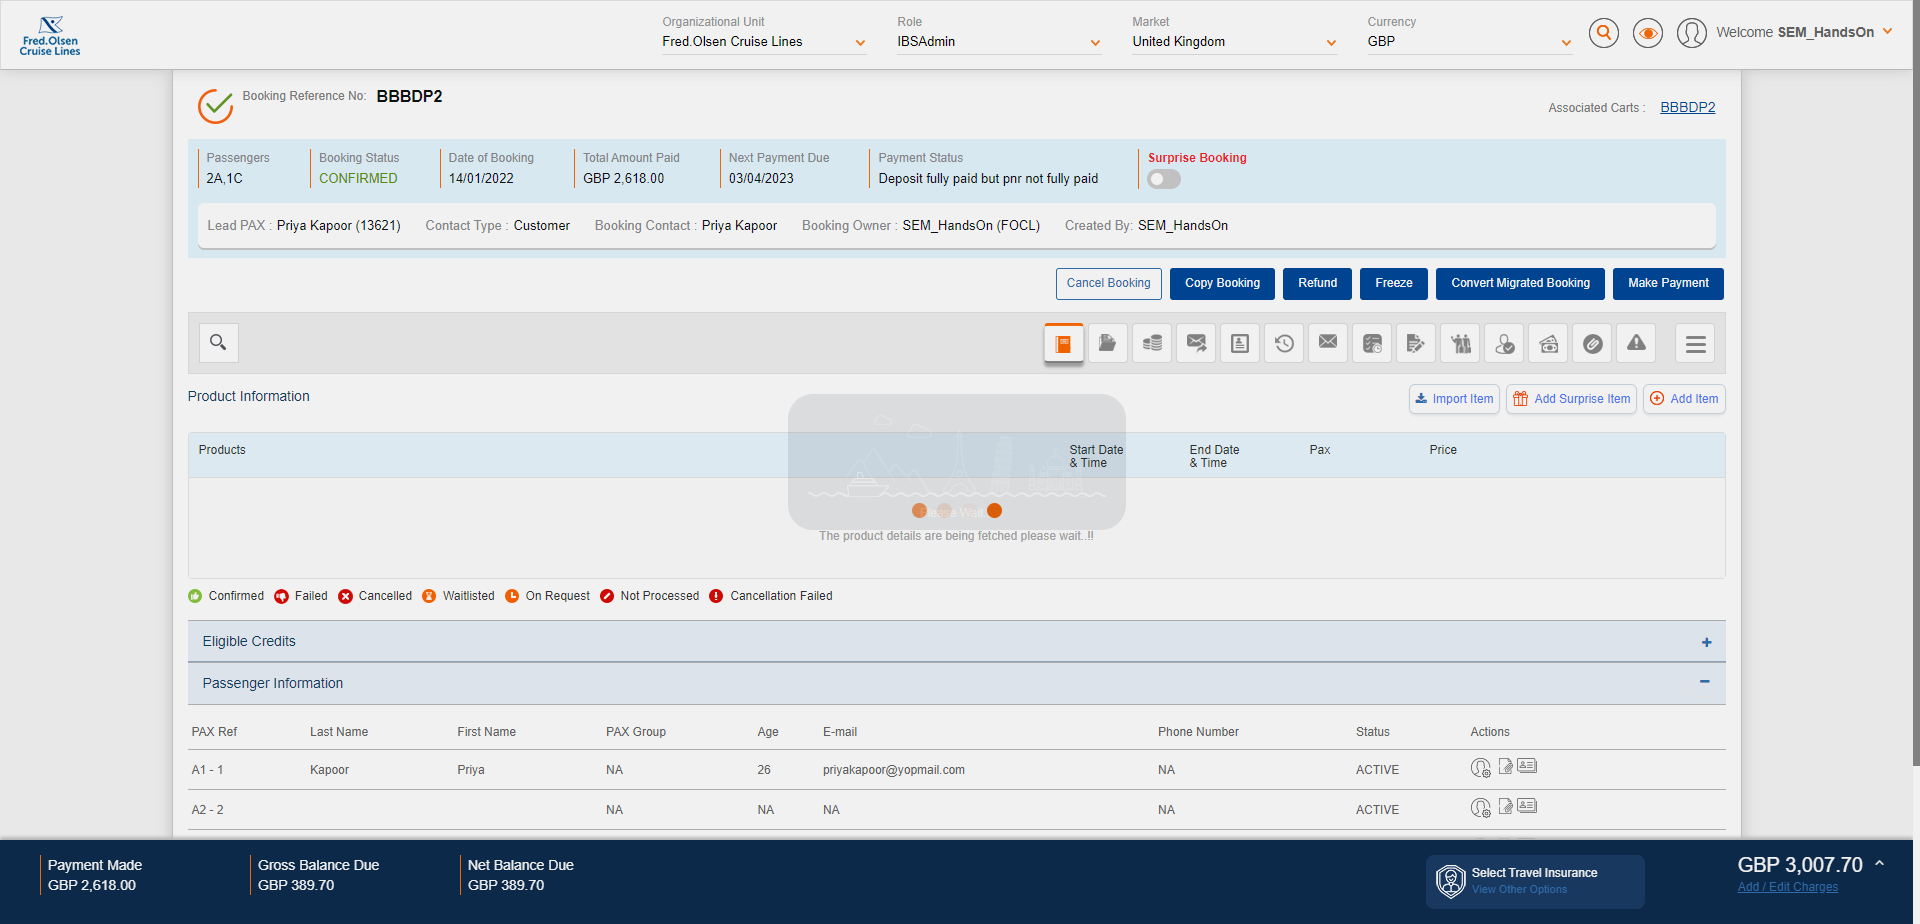 Fred.Olsen
Cruise Lines
Organizational Unit
Fred.Olsen Cruise Lines
Role
IBSAdmin
Market
United Kingdom
Currency
GBP
Welcome SEM_HandsOn
Booking Reference No: BBBDP2
Associated Carts : BBBDP2
Passengers
2A,1C
Booking Status
CONFIRMED
Date of Booking
14/01/2022
Total Amount Paid
GBP 2,618.00
Next Payment Due
03/04/2023
Payment Status
Deposit fully paid but pnr not fully paid
Surprise Booking
Lead PAX : Priya Kapoor (13621) Contact Type : Customer Booking Contact : Priya Kapoor Booking Owner : SEM_HandsOn (FOCL) Created By: SEM_HandsOn
Cancel Booking Copy Booking Refund Freeze Convert Migrated Booking Make Payment
Product Information
Import Item Add Surprise Item Add Item
Products
Start Date
& Time
End Date
& Time
Pax
Price
Please Wait
The product details are being fetched please wait..!!
Confirmed Failed Cancelled Waitlisted On Request Not Processed Cancellation Failed
Eligible Credits
Passenger Information
PAX Ref Last Name First Name PAX Group Age E-mail Phone Number Status Actions
A1 - 1 Kapoor Priya NA 26 priyakapoor@yopmail.com NA ACTIVE
A2 - 2 NA NA NA NA ACTIVE
Payment Made
GBP 2,618.00
Gross Balance Due
GBP 389.70
Net Balance Due
GBP 389.70
Select Travel Insurance
View Other Options
GBP 3,007.70
Add / Edit Charges